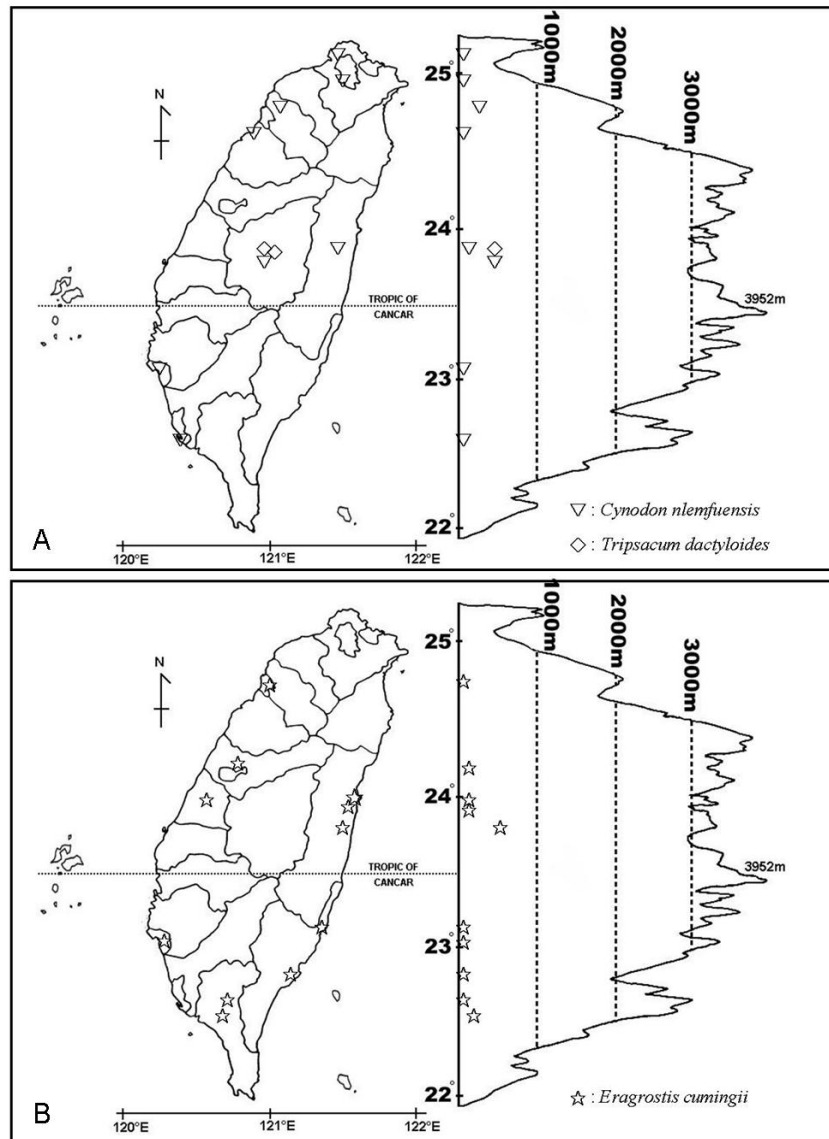 1000m
2000m
3000m
25°
N
24°
TROPIC OF
CANCAR
3952m
23°
22°
: Cynodon nlemfuensis
: Tripsacum dactyloides
A
120°E
121°E
122°E
1000m
2000m
3000m
25°
N
24°
TROPIC OF
CANCAR
3952m
23°
22°
: Eragrostis cumingii
B
120°E
121°E
122°E